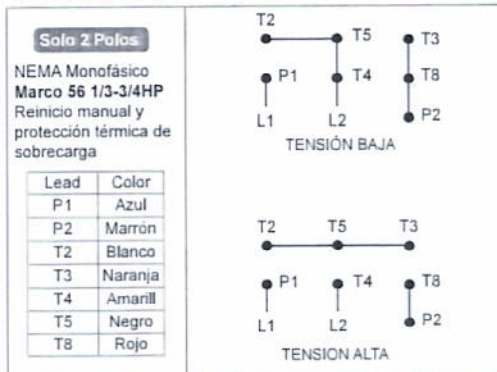 Solo 2 Polos
NEMA Monofásico
Marco 56 1/3-3/4HP
Reinicio manual y
protección térmica de
sobrecarga
Lead Color
P1 Azul
P2 Marrón
T2 Blanco
T3 Naranja
T4 Amarill
T5 Negro
T8 Rojo
T2 T5 T3
P1 T4 T8
L1 L2 P2
TENSIÓN BAJA
T2 T5 T3
P1 T4 T8
L1 L2 P2
TENSION ALTA